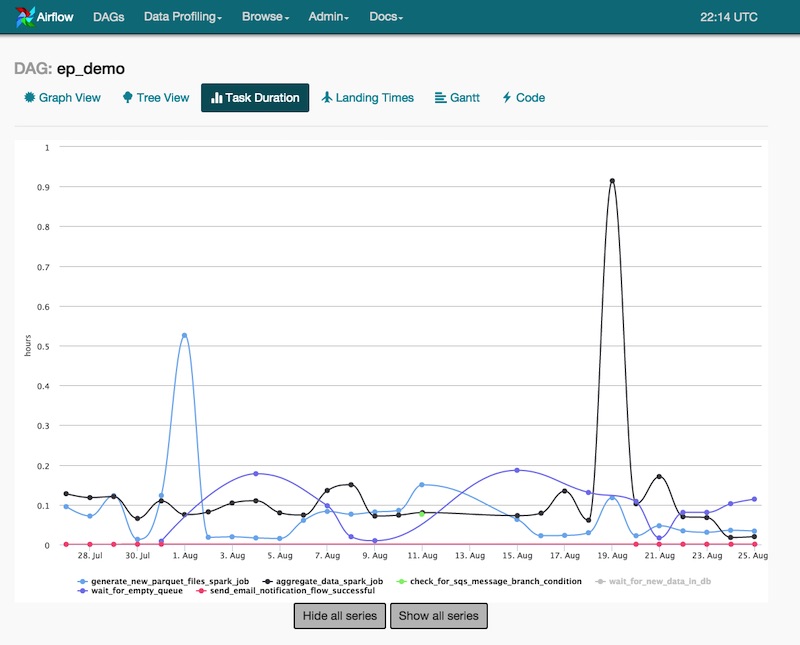 Airflow DAGs Data Profiling Browse Admin Docs 22:14 UTC
DAG: ep_demo
Graph View Tree View Task Duration Landing Times Gantt Code
1
0.9
0.8
0.7
0.6
0.5
0.4
0.3
0.2
0.1
0
hours
28. Jul 30. Jul 1. Aug 3. Aug 5. Aug 7. Aug 9. Aug 11. Aug 13. Aug 15. Aug 17. Aug 19. Aug 21. Aug 23. Aug 25. Aug
generate_new_parquet_files_spark_job aggregate_data_spark_job check_for_sqs_message_branch_condition wait_for_new_data_in_db
wait_for_empty_queue send_email_notification_flow_successful
Hide all series Show all series